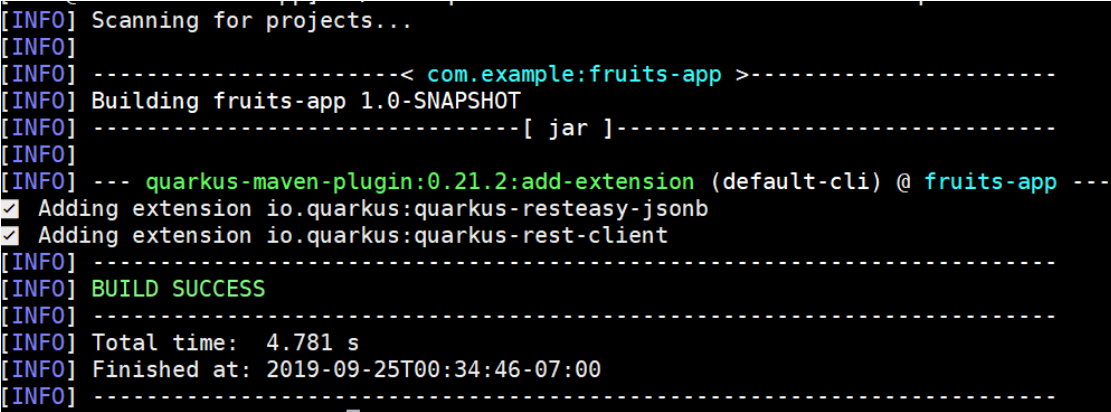 [INFO] Scanning for projects...
[INFO]
[INFO] -----------------------< com.example:fruits-app >-----------------------
[INFO] Building fruits-app 1.0-SNAPSHOT
[INFO] --------------------------------[ jar ]---------------------------------
[INFO]
[INFO] --- quarkus-maven-plugin:0.21.2:add-extension (default-cli) @ fruits-app ---
✓ Adding extension io.quarkus:quarkus-resteasy-jsonb
✓ Adding extension io.quarkus:quarkus-rest-client
[INFO] ------------------------------------------------------------------------
[INFO] BUILD SUCCESS
[INFO] ------------------------------------------------------------------------
[INFO] Total time:  4.781 s
[INFO] Finished at: 2019-09-25T00:34:46-07:00
[INFO] ------------------------------------------------------------------------